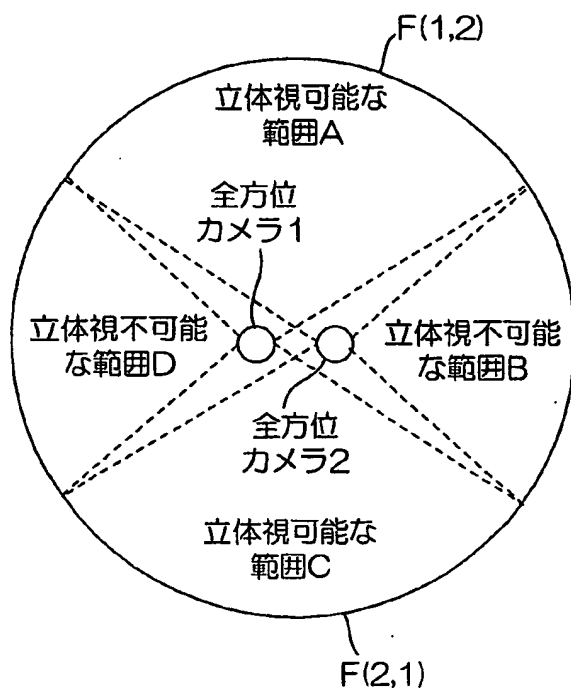 F(1,2)
立体視可能な
範囲A
全方位
カメラ1
立体視不可能
な範囲D
立体視不可能
な範囲B
全方位
カメラ2
立体視可能な
範囲C
F(2,1)